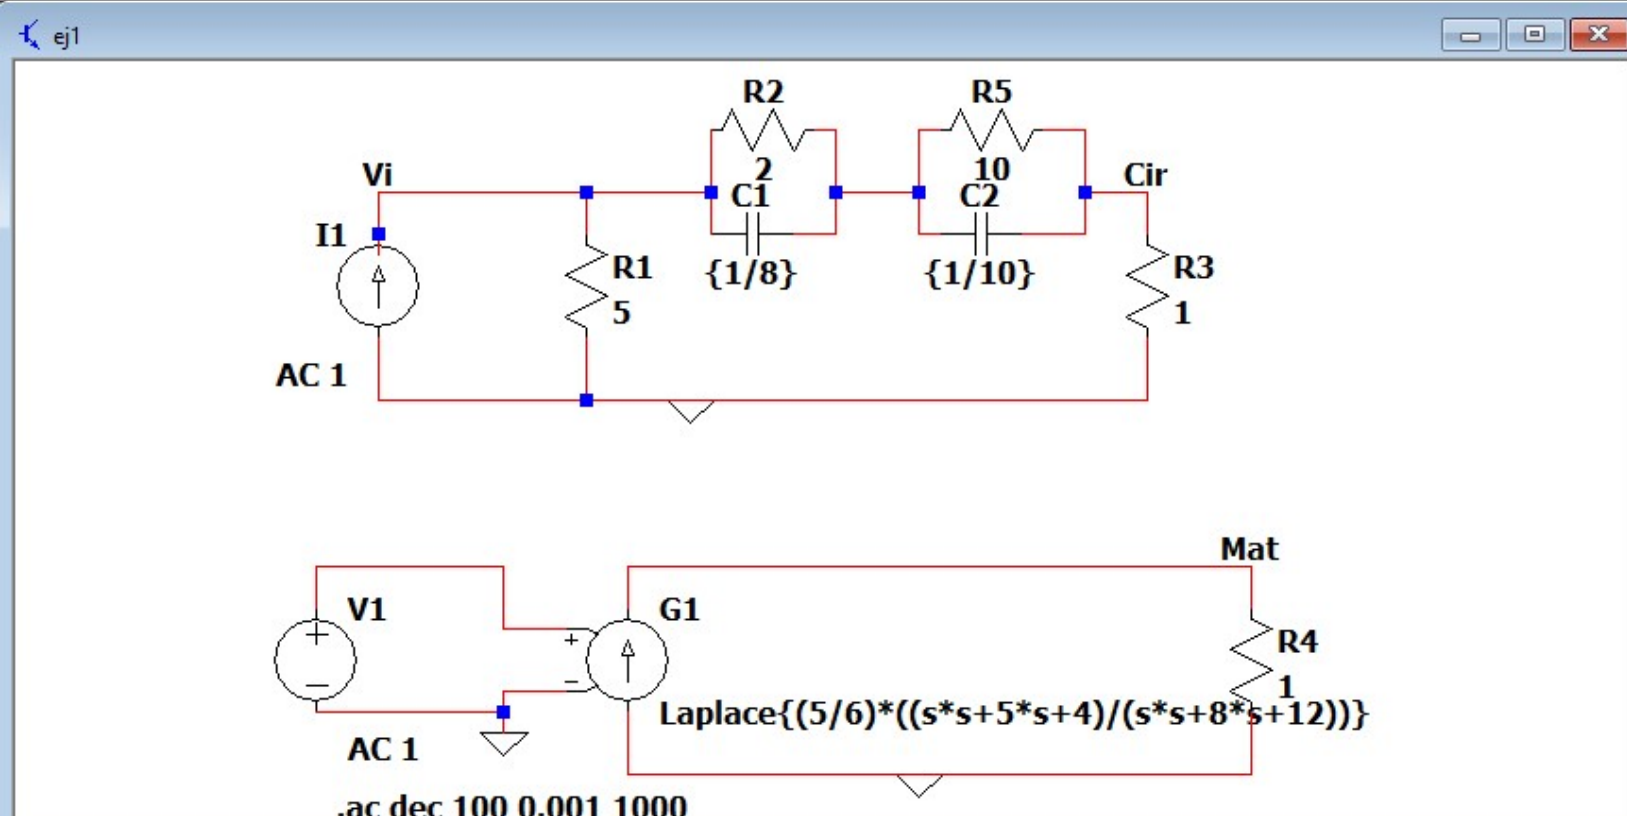 ej1
R2
R5
2
10
Vi
C1
C2
Cir
I1
{1/8}
{1/10}
R1
5
R3
1
AC 1
Mat
V1
G1
+
+
R4
1
Laplace{(5/6)*((s*s+5*s+4)/(s*s+8*s+12))}
AC 1
.ac dec 100 0.001 1000